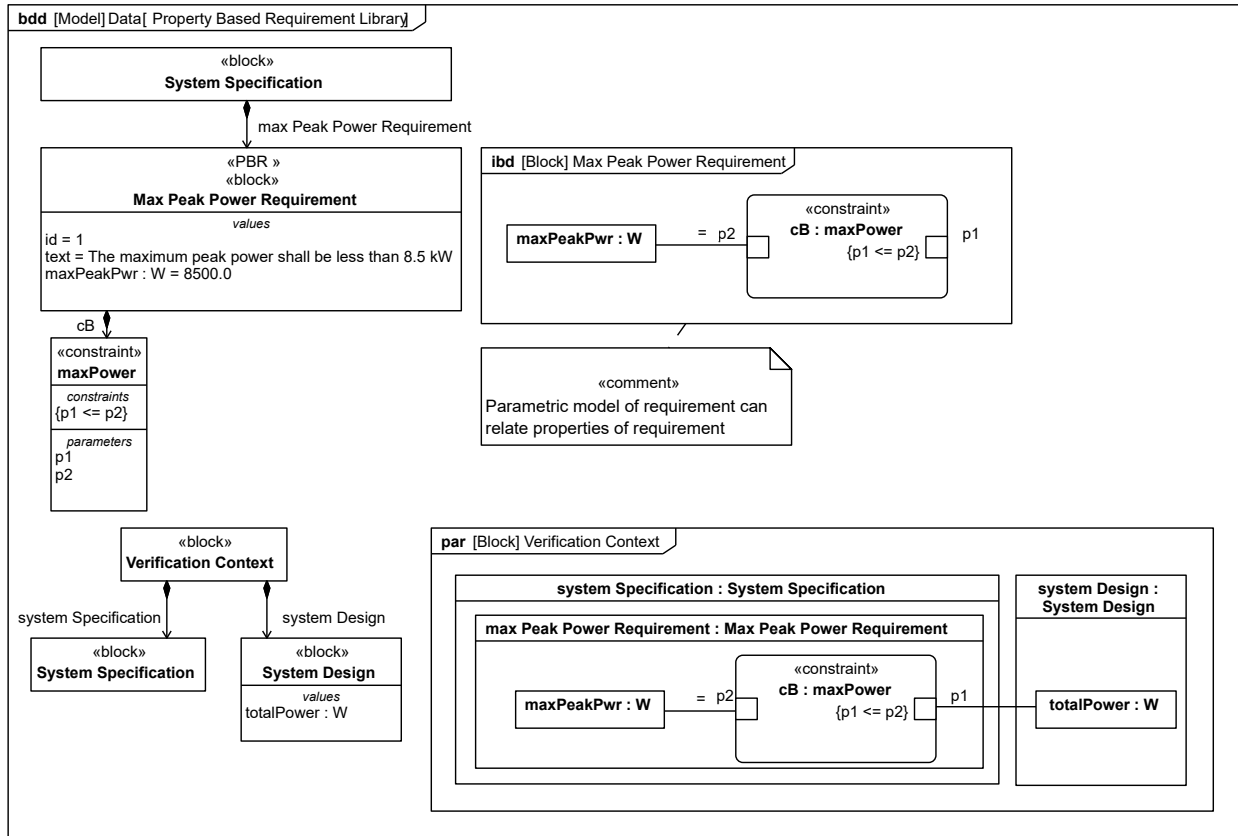 bdd [Model] Data[ Property Based Requirement Library]
«block»
System Specification
max Peak Power Requirement
«PBR »
«block»
Max Peak Power Requirement
values
id = 1
text = The maximum peak power shall be less than 8.5 kW
maxPeakPwr : W = 8500.0
cB
«constraint»
maxPower
constraints
{p1 <= p2}
parameters
p1
p2
ibd [Block] Max Peak Power Requirement
maxPeakPwr : W
= p2
«constraint»
cB : maxPower
{p1 <= p2}
p1
«comment»
Parametric model of requirement can
relate properties of requirement
«block»
Verification Context
system Specification
system Design
«block»
System Specification
«block»
System Design
values
totalPower : W
par [Block] Verification Context
system Specification : System Specification
max Peak Power Requirement : Max Peak Power Requirement
maxPeakPwr : W
= p2
«constraint»
cB : maxPower
{p1 <= p2}
p1
system Design :
System Design
totalPower : W